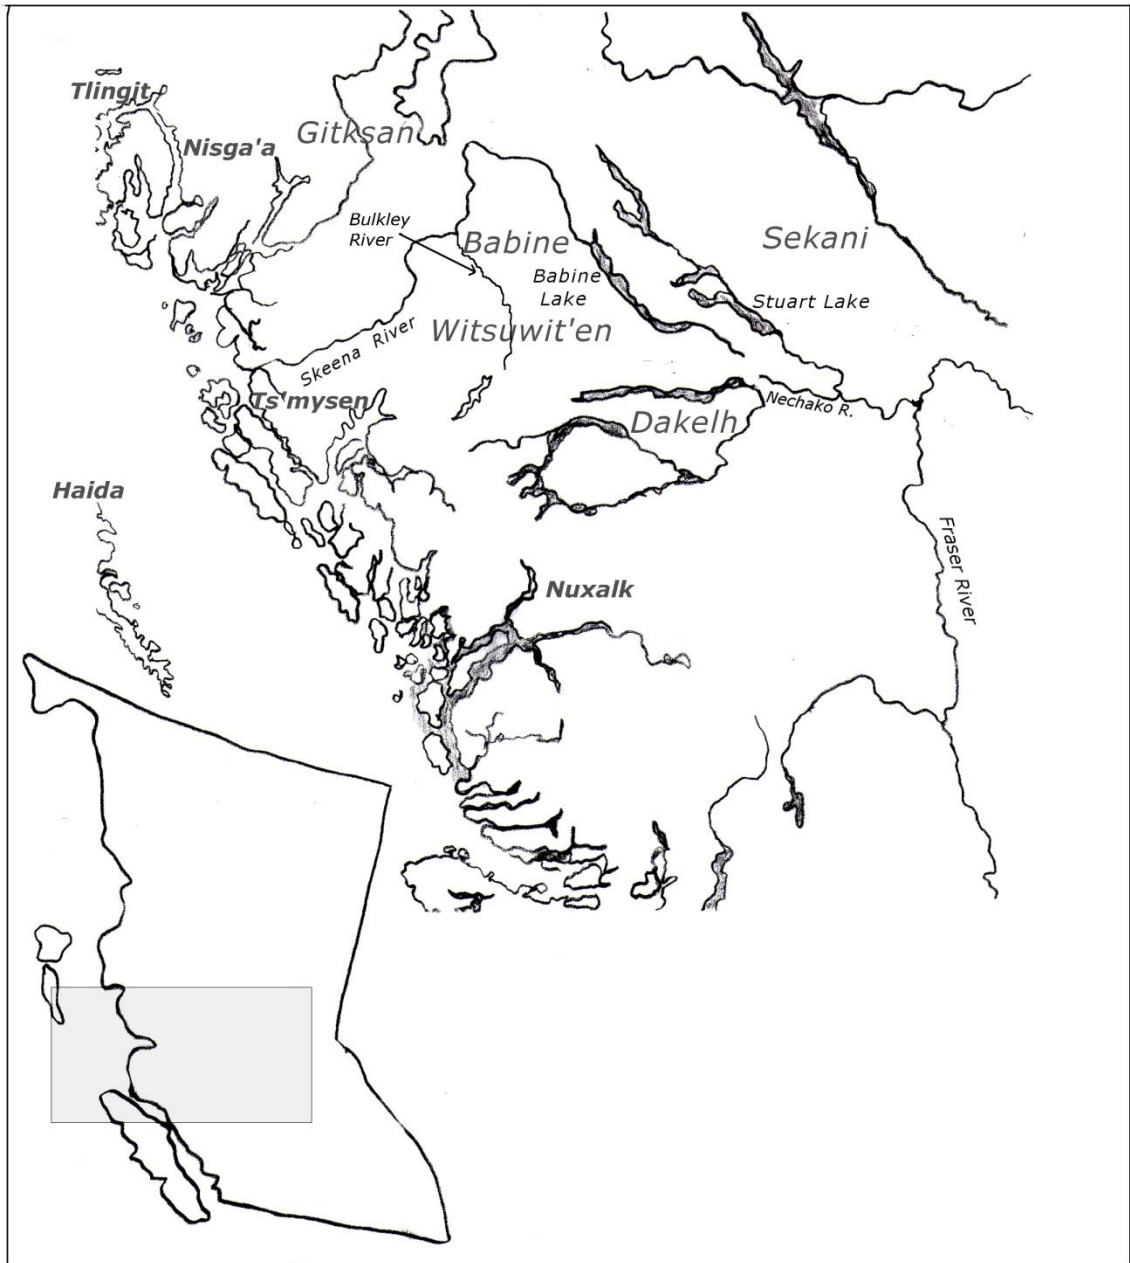 Tlingit
Nisga'a
Gitksan
Bulkley
River
Babine
Babine
Lake
Sekani
Stuart Lake
Witsuwit'en
Skeena River
Ts'mysen
Dakelh
Nechako R.
Haida
Fraser River
Nuxalk